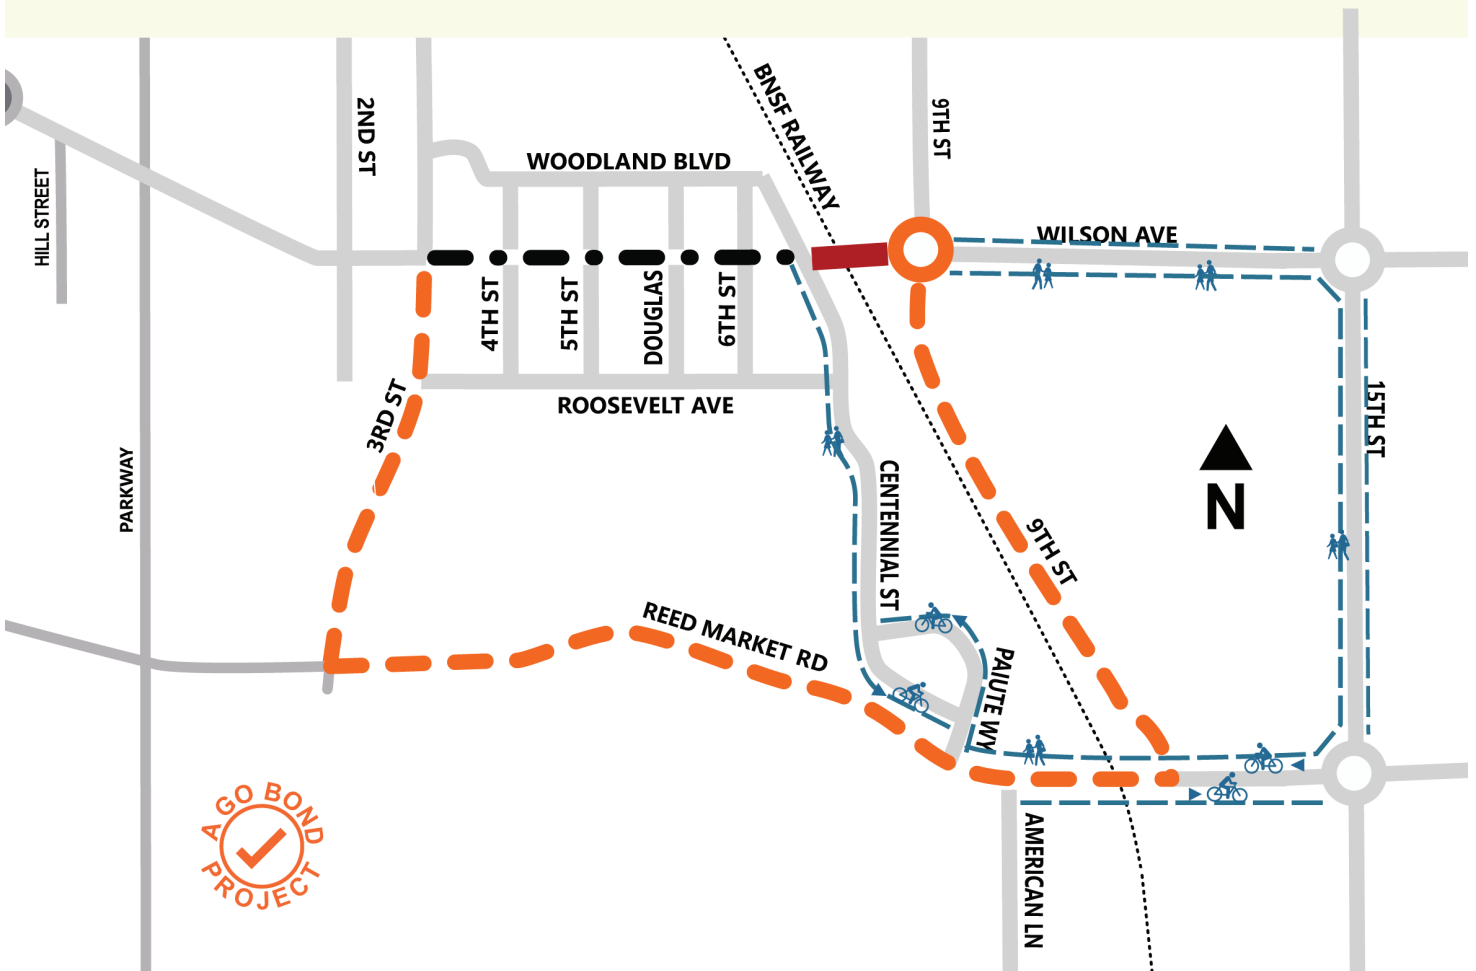 2ND ST
BNSF RAILWAY
9TH ST
WOODLAND BLVD
HILL STREET
WILSON AVE
4TH ST
5TH ST
DOUGLAS
6TH ST
3RD ST
ROOSEVELT AVE
15TH ST
PARKWAY
CENTENNIAL ST
N
9TH ST
REED MARKET RD
PAIUTE WY
A GO BOND
PROJECT
AMERICAN LN